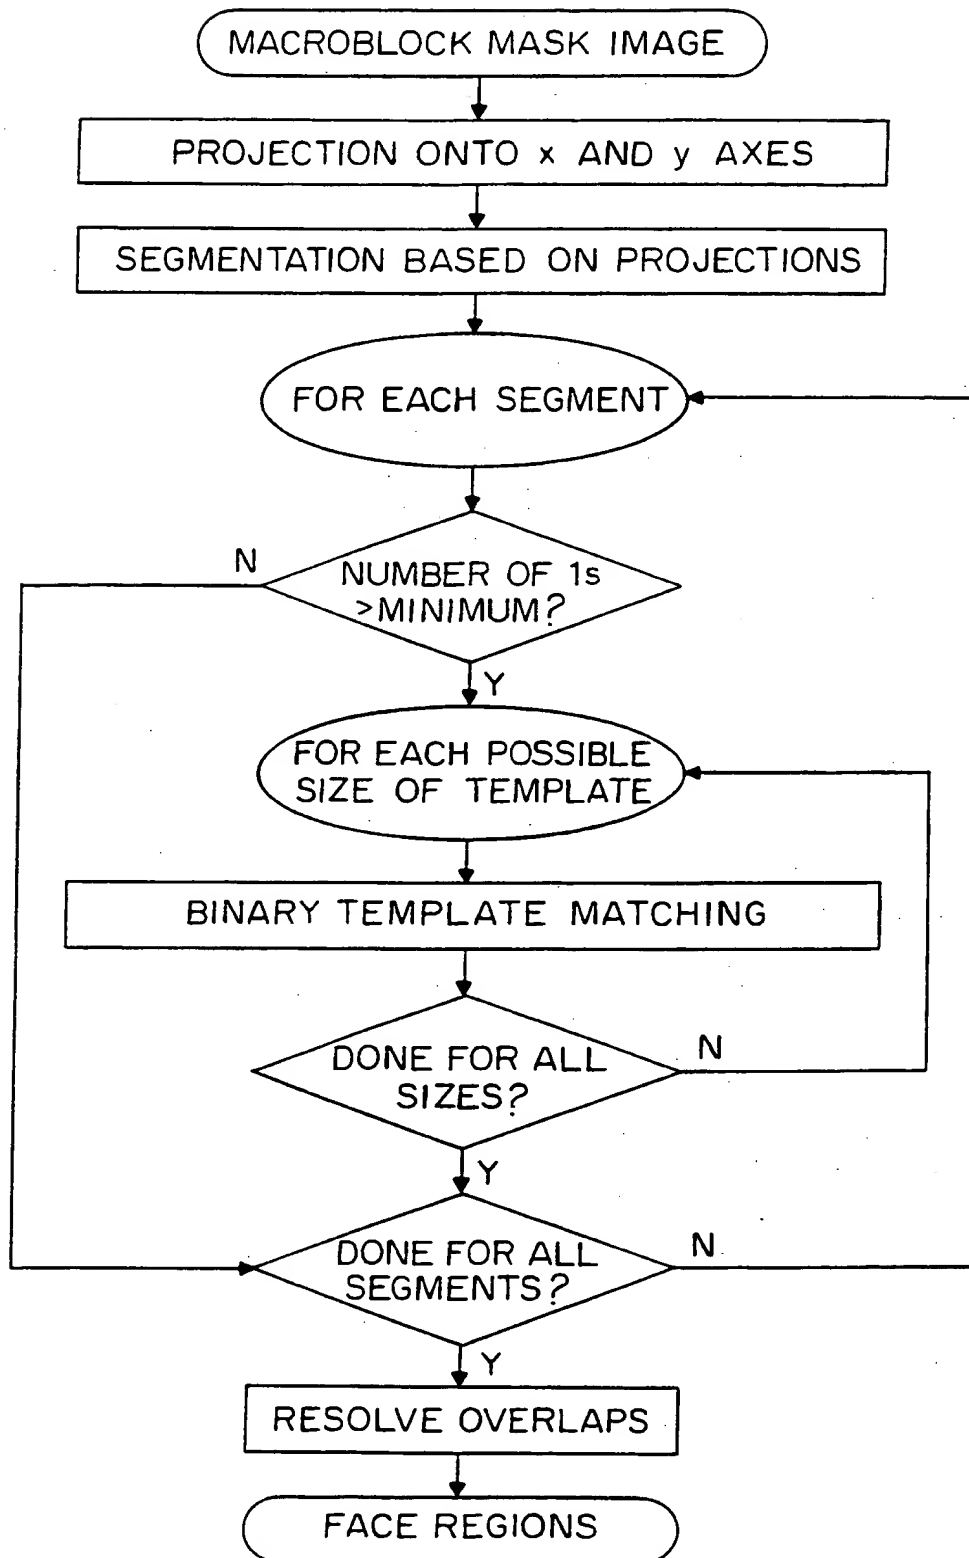 MACROBLOCK MASK IMAGE
PROJECTION ONTO x AND y AXES
SEGMENTATION BASED ON PROJECTIONS
FOR EACH SEGMENT
N
NUMBER OF 1s
>MINIMUM?
Y
FOR EACH POSSIBLE
SIZE OF TEMPLATE
BINARY TEMPLATE MATCHING
DONE FOR ALL
SIZES?
N
Y
DONE FOR ALL
SEGMENTS?
N
Y
RESOLVE OVERLAPS
FACE REGIONS